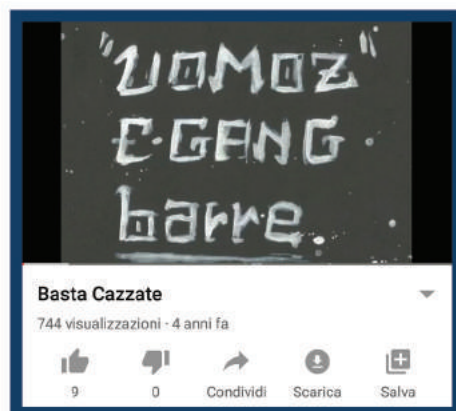 "UOMOZ"
E·GANG·
barre.
Basta Cazzate
744 visualizzazioni · 4 anni fa
9 0 Condividi Scarica Salva